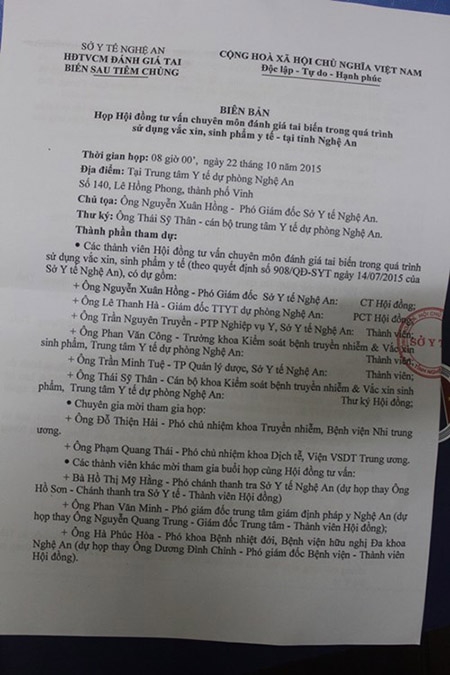 SỞ Y TẾ NGHỆ AN
HĐTVCM ĐÁNH GIÁ TAI
BIẾN SAU TIÊM CHỦNG
CỘNG HOÀ XÃ HỘI CHỦ NGHĨA VIỆT NAM
Độc lập - Tự do - Hạnh phúc
BIÊN BẢN
Họp Hội đồng tư vấn chuyên môn đánh giá tai biến trong quá trình
sử dụng vắc xin, sinh phẩm y tế - tại tỉnh Nghệ An
Thời gian họp: 08 giờ 00', ngày 22 tháng 10 năm 2015
Địa điểm: Tại Trung tâm Y tế dự phòng Nghệ An
Số 140, Lê Hồng Phong, thành phố Vinh
Chủ tọa: Ông Nguyễn Xuân Hồng - Phó Giám đốc Sở Y tế Nghệ An.
Thư ký: Ông Thái Sỹ Thân - cán bộ trung tâm Y tế dự phòng Nghệ An.
Thành phần tham dự:
• Các thành viên Hội đồng tư vấn chuyên môn đánh giá tai biến trong quá trình
sử dụng vắc xin, sinh phẩm y tế (theo quyết định số 908/QĐ-SYT ngày 14/07/2015 của
Sở Y tế Nghệ An), có dự gồm:
+ Ông Nguyễn Xuân Hồng - Phó Giám đốc Sở Y tế Nghệ An: CT Hội đồng;
+ Ông Lê Thanh Hà - Giám đốc TTYT dự phòng Nghệ An: PCT Hội đồng;
+ Ông Trần Nguyên Truyền - PTP Nghiệp vụ Y, Sở Y tế Nghệ An: Thành viên;
+ Ông Phan Văn Công - Trưởng khoa Kiểm soát bệnh truyền nhiễm & Vắc xin
sinh phẩm, Trung tâm Y tế dự phòng Nghệ An: Thành viên;
+ Ông Trần Minh Tuệ - TP Quản lý dược, Sở Y tế Nghệ An: Thành viên;
+ Ông Thái Sỹ Thân - Cán bộ khoa Kiểm soát bệnh truyền nhiễm & Vắc xin sinh
phẩm, Trung tâm Y tế dự phòng Nghệ An: Thư ký Hội đồng;
• Chuyên gia mời tham gia họp:
+ Ông Đỗ Thiện Hải - Phó chủ nhiệm khoa Truyền nhiễm, Bệnh viện Nhi trung
ương.
+ Ông Phạm Quang Thái - Phó chủ nhiệm khoa Dịch tễ, Viện VSDT Trung ương.
• Các thành viên khác mời tham gia buổi họp cùng Hội đồng tư vấn:
+ Bà Hồ Thị Mỹ Hằng - Phó chánh thanh tra Sở Y tế Nghệ An (dự họp thay Ông
Hồ Sơn - Chánh thanh tra Sở Y tế - Thành viên Hội đồng)
+ Ông Phan Văn Minh - Phó giám đốc trung tâm giám định pháp y Nghệ An (dự
họp thay Ông Nguyễn Quang Trung - Giám đốc Trung tâm - Thành viên Hội đồng);
+ Ông Hà Phúc Hòa - Phó khoa Bệnh nhiệt đới, Bệnh viện hữu nghị Đa khoa
Nghệ An (dự họp thay Ông Dương Đình Chỉnh - Phó giám đốc Bệnh viện - Thành viên
Hội đồng).
SỞ Y T